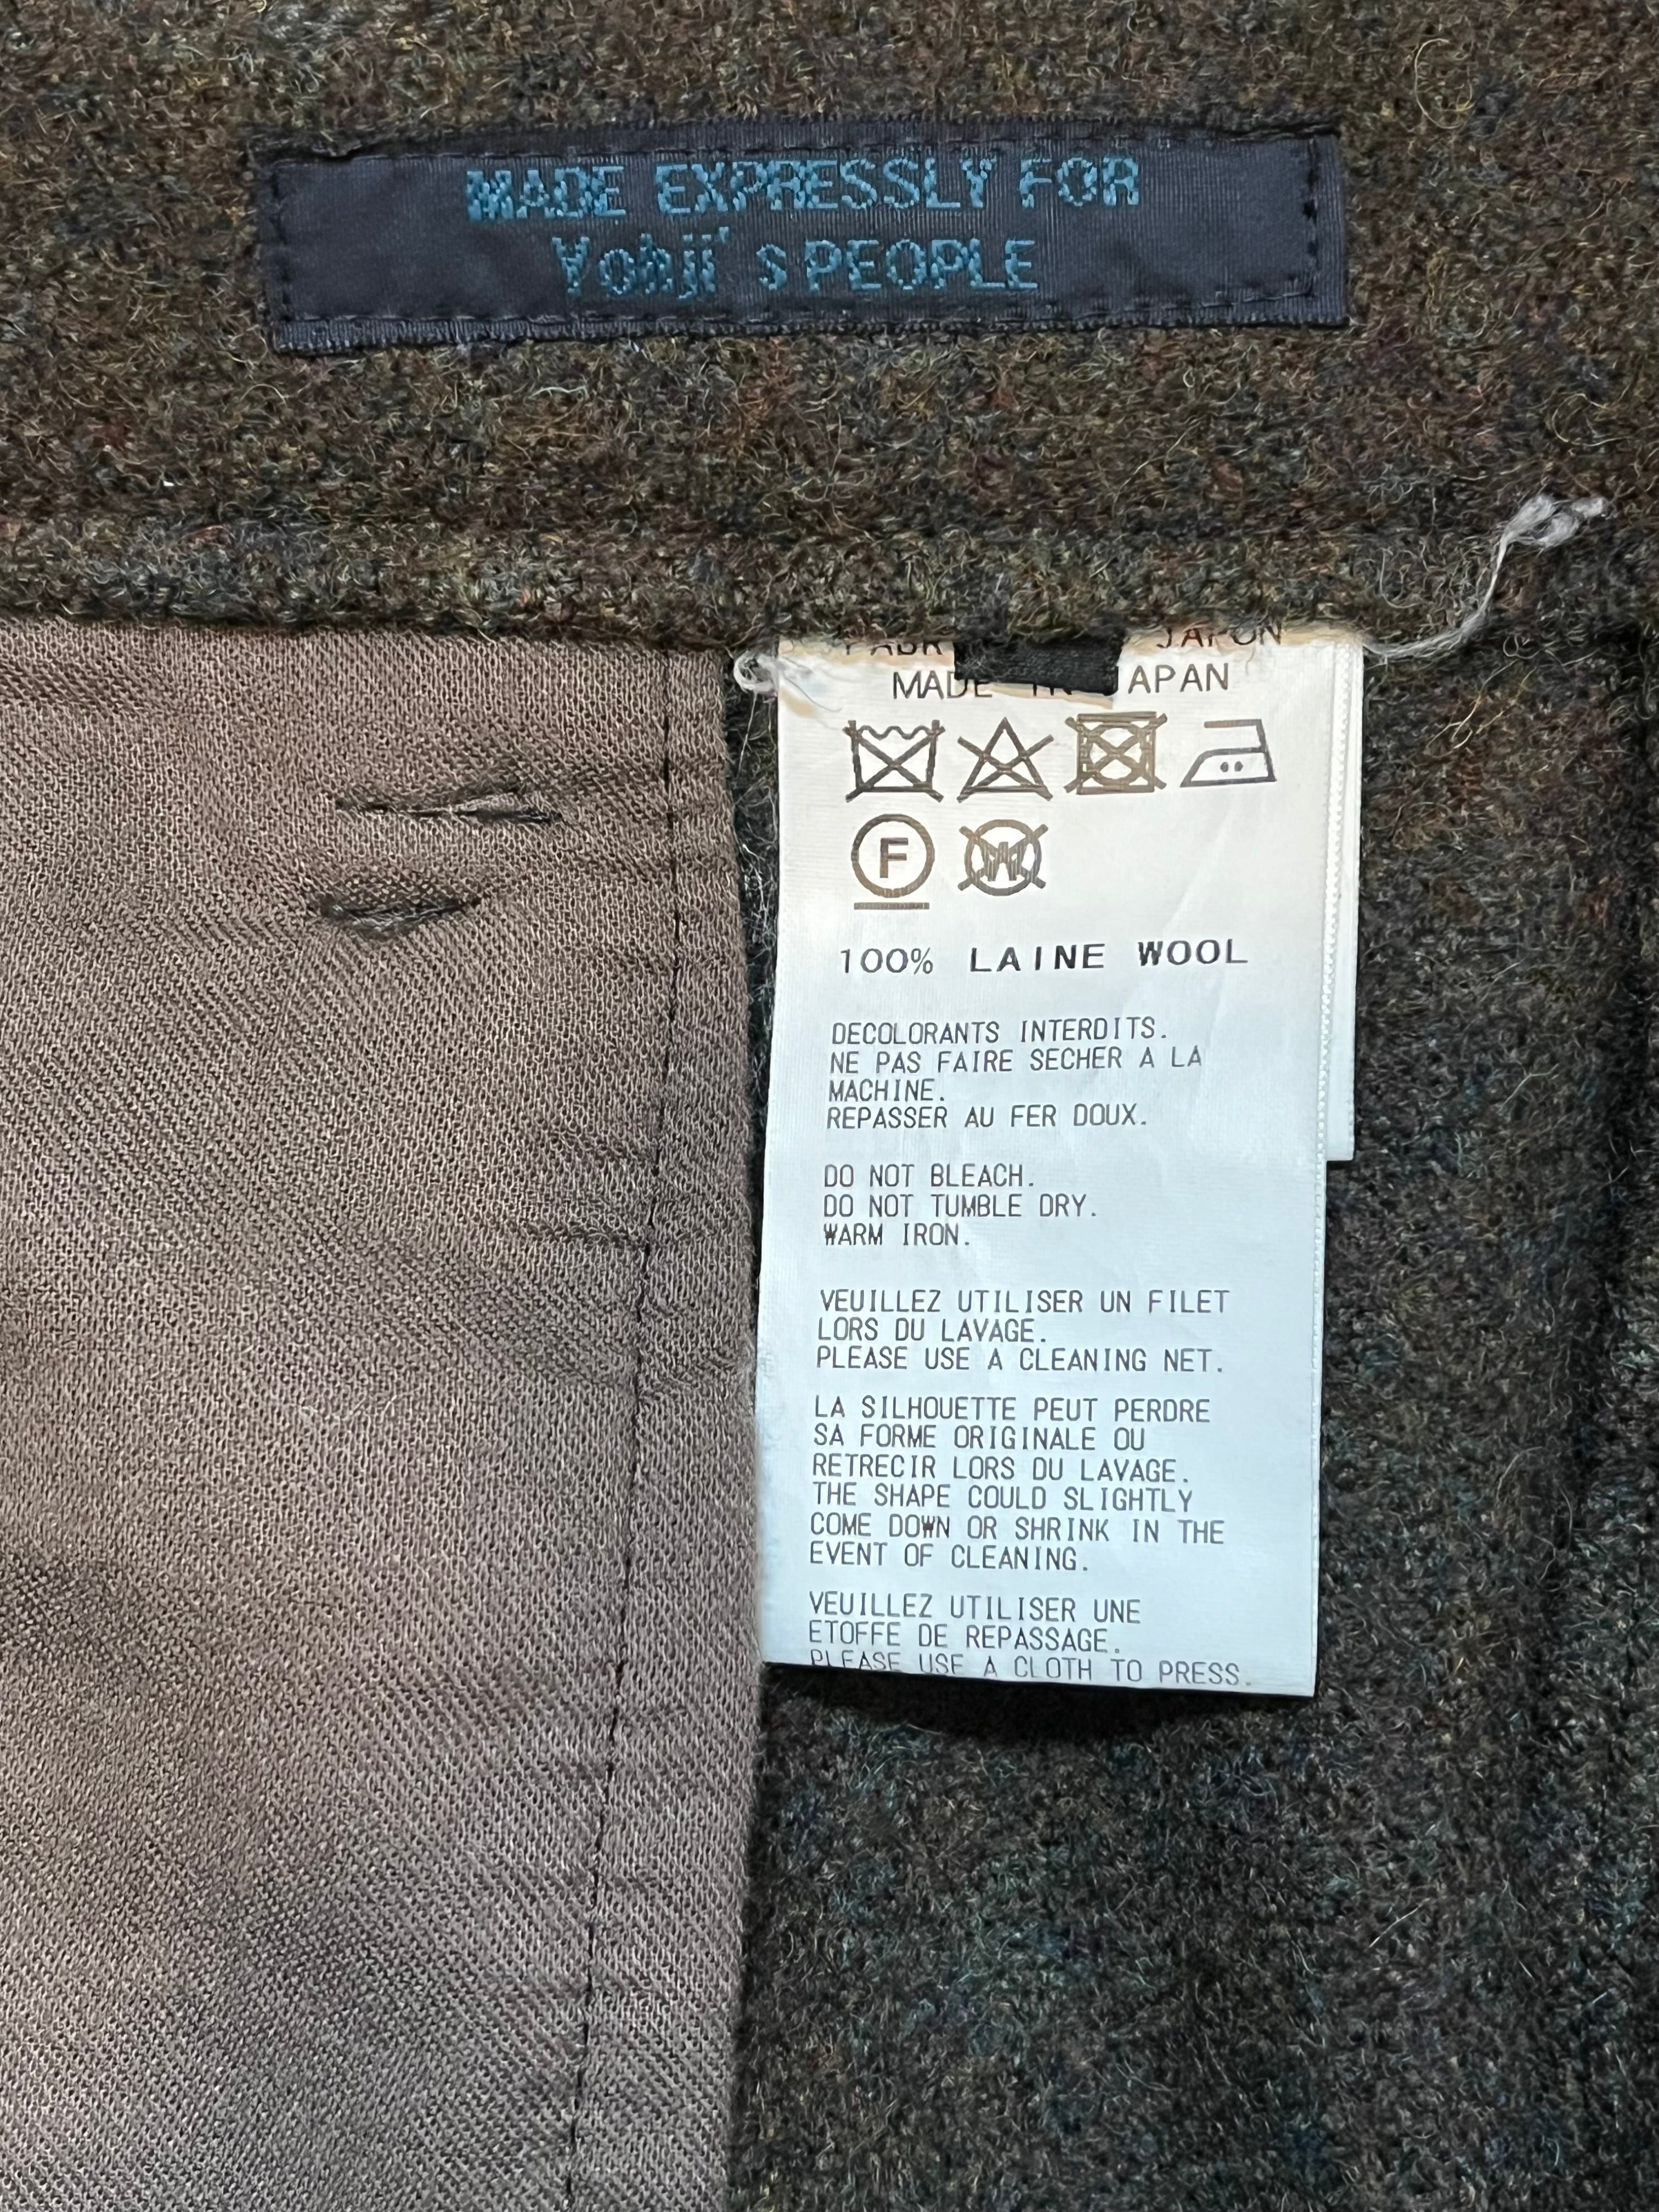 MADE EXPRESSLY FOR
Yohji's PEOPLE
JAPON
MADE IN JAPAN
F
W
100% LAINE WOOL
DECOLORANTS INTERDITS.
NE PAS FAIRE SECHER A LA
MACHINE.
REPASSER AU FER DOUX.
DO NOT BLEACH.
DO NOT TUMBLE DRY.
WARM IRON.
VEUILLEZ UTILISER UN FILET
LORS DU LAVAGE.
PLEASE USE A CLEANING NET.
LA SILHOUETTE PEUT PERDRE
SA FORME ORIGINALE OU
RETRECIR LORS DU LAVAGE.
THE SHAPE COULD SLIGHTLY
COME DOWN OR SHRINK IN THE
EVENT OF CLEANING.
VEUILLEZ UTILISER UNE
ETOFFE DE REPASSAGE.
PLEASE USE A CLOTH TO PRESS.